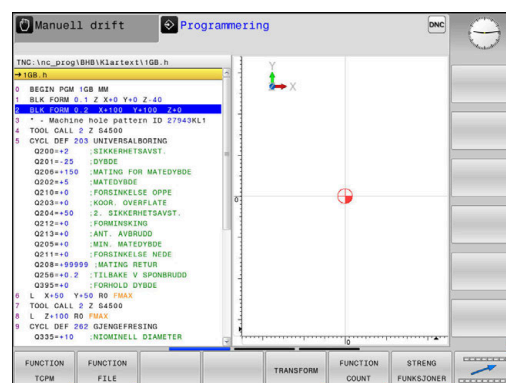 Manuell drift
Programmering
DNC
TNC:\nc_prog\BHB\Klartext\1GB.h
→1GB.h
0 BEGIN PGM 1GB MM
1 BLK FORM 0.1 Z X+0 Y+0 Z-40
2 BLK FORM 0.2 X+100 Y+100 Z+0
3 * - Machine hole pattern ID 27943KL1
4 TOOL CALL 2 Z S4500
5 CYCL DEF 203 UNIVERSALBORING
Q200=+2 ;SIKKERHETSAVST.
Q201=-25 ;DYBDE
Q206=+150 ;MATING FOR MATEDYBDE
Q202=+5 ;MATEDYBDE
Q210=+0 ;FORSINKELSE OPPE
Q203=+0 ;KOOR. OVERFLATE
Q204=+50 ;2. SIKKERHETSAVST.
Q212=+0 ;FORMINSKING
Q213=+0 ;ANT. AVBRUDD
Q205=+0 ;MIN. MATEDYBDE
Q211=+0 ;FORSINKELSE NEDE
Q208=+99999 ;MATING RETUR
Q256=+0.2 ;TILBAKE V SPONBRUDD
Q395=+0 ;FORHOLD DYBDE
6 L X+50 Y+50 R0 FMAX
7 TOOL CALL 2 Z S4500
8 L Z+100 R0 FMAX
9 CYCL DEF 262 GJENGEFRESING
Q335=+10 ;NIOMINELL DIAMETER
Y
X
0
0
FUNCTION TCPM
FUNCTION FILE
TRANSFORM
FUNCTION COUNT
STRENG FUNKSJONER